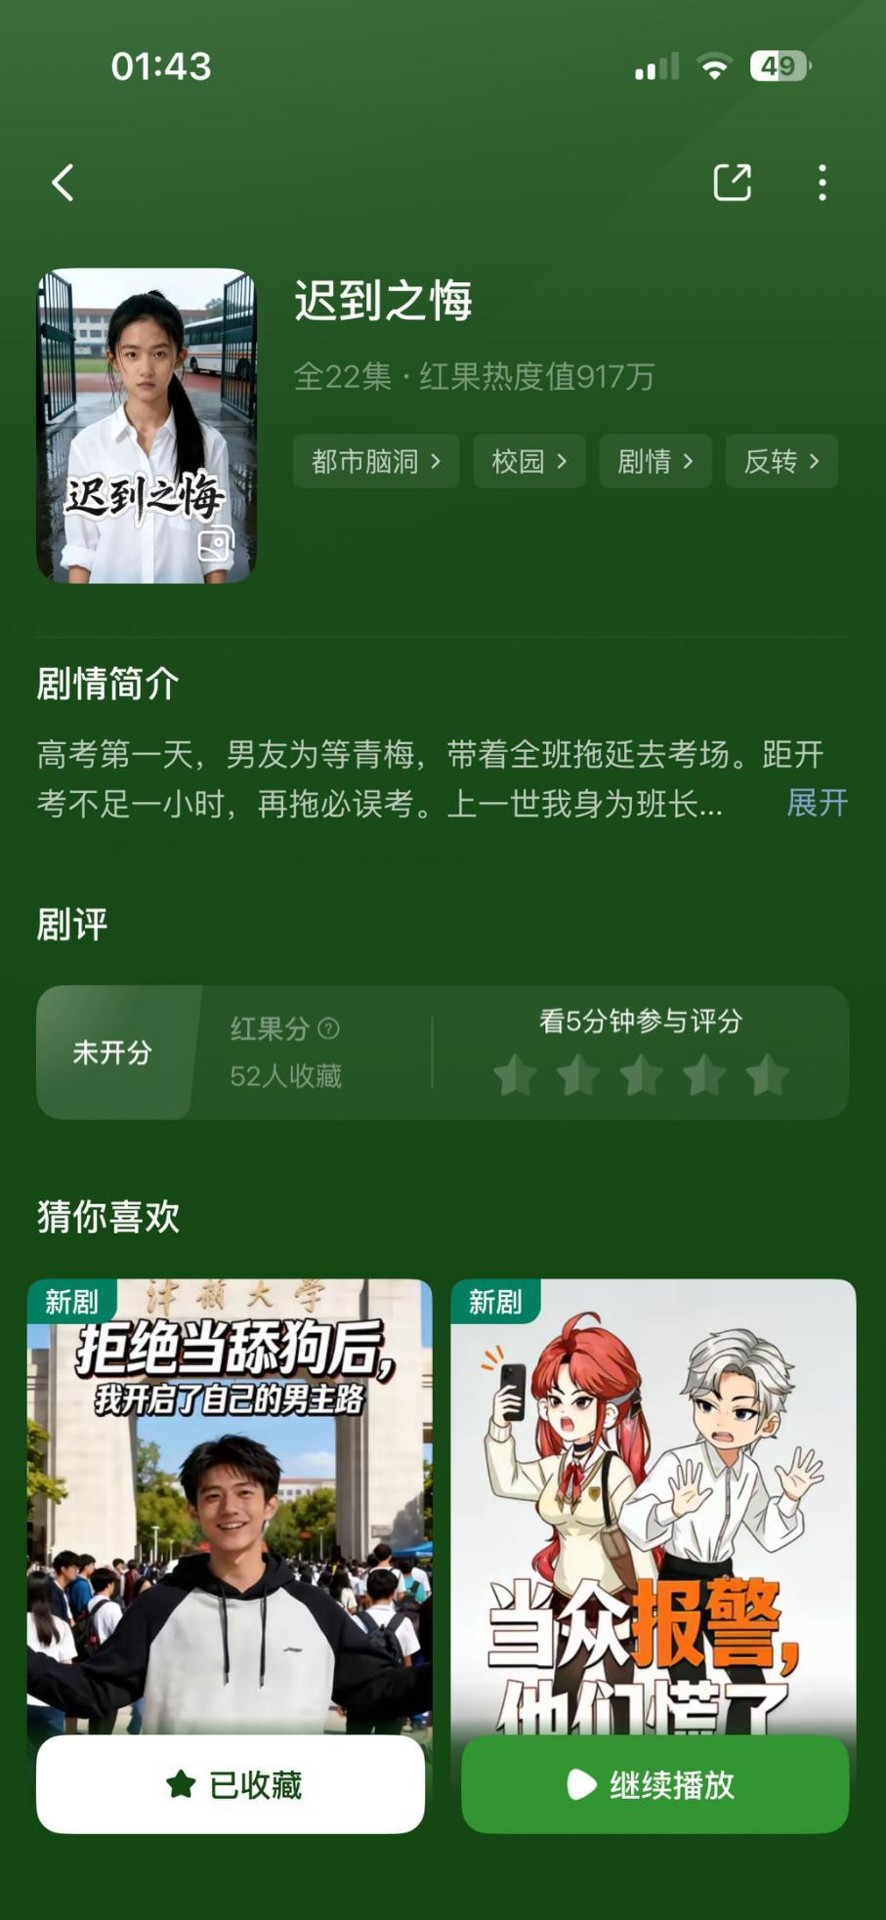 01:43
49
迟到之悔
全22集·红果热度值917万
都市脑洞 校园 剧情 反转
迟到之悔
剧情简介
高考第一天，男友为等青梅，带着全班拖延去考场。距开
考不足一小时，再拖必误考。上一世我身为班长... 展开
剧评
未开分
红果分
52人收藏
看5分钟参与评分
猜你喜欢
新剧
大学
拒绝当舔狗后，
我开启了自己的男主路
新剧
当众报警，
他们慌了
已收藏
继续播放